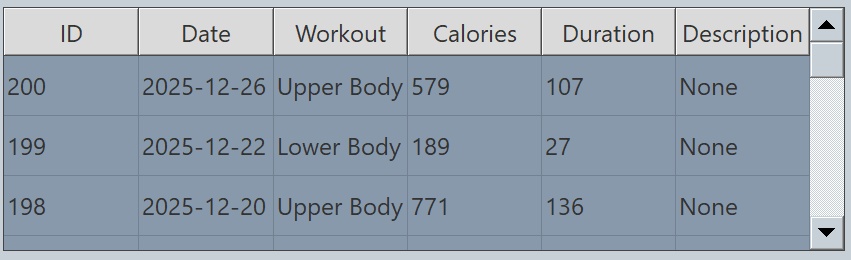 ID Date Workout Calories Duration Description
200 2025-12-26 Upper Body 579 107 None
199 2025-12-22 Lower Body 189 27 None
198 2025-12-20 Upper Body 771 136 None